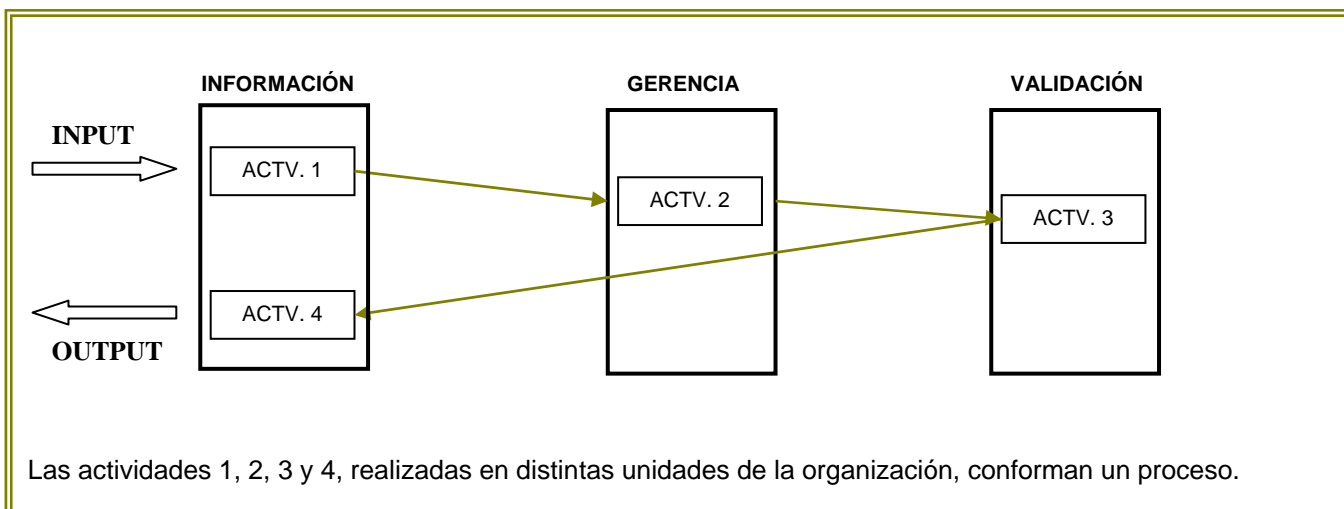 INFORMACIÓN GERENCIA VALIDACIÓN
INPUT
ACTV. 1
ACTV. 2
ACTV. 3
ACTV. 4
OUTPUT
Las actividades 1, 2, 3 y 4, realizadas en distintas unidades de la organización, conforman un proceso.